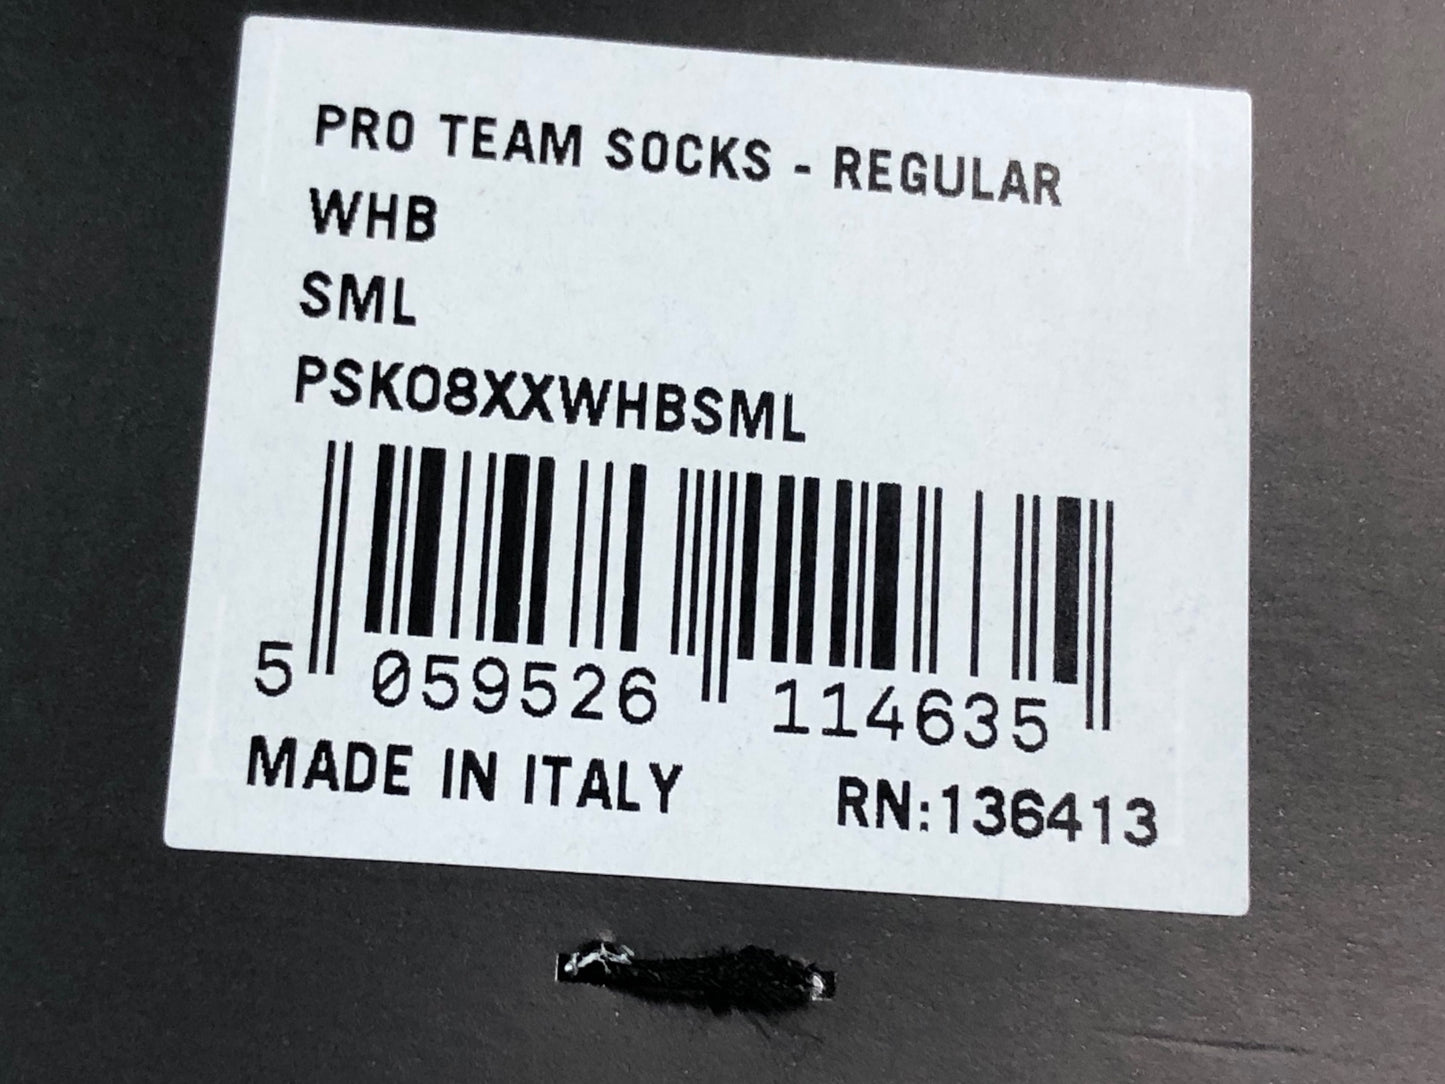 PRO TEAM SOCKS - REGULAR
WHB
SML
PSK08XXWHBSML
5 059526 114635
MADE IN ITALY RN:136413